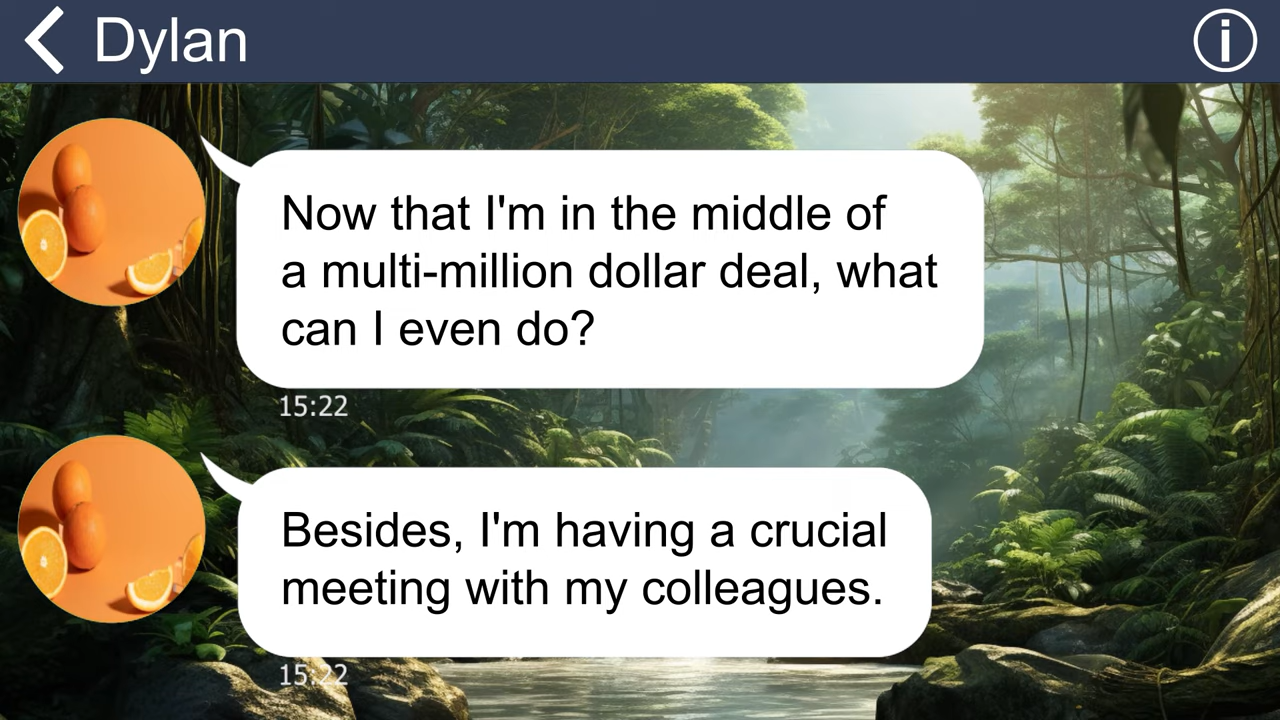 Dylan
Now that I'm in the middle of
a multi-million dollar deal, what
can I even do?
15:22
Besides, I'm having a crucial
meeting with my colleagues.
15:22